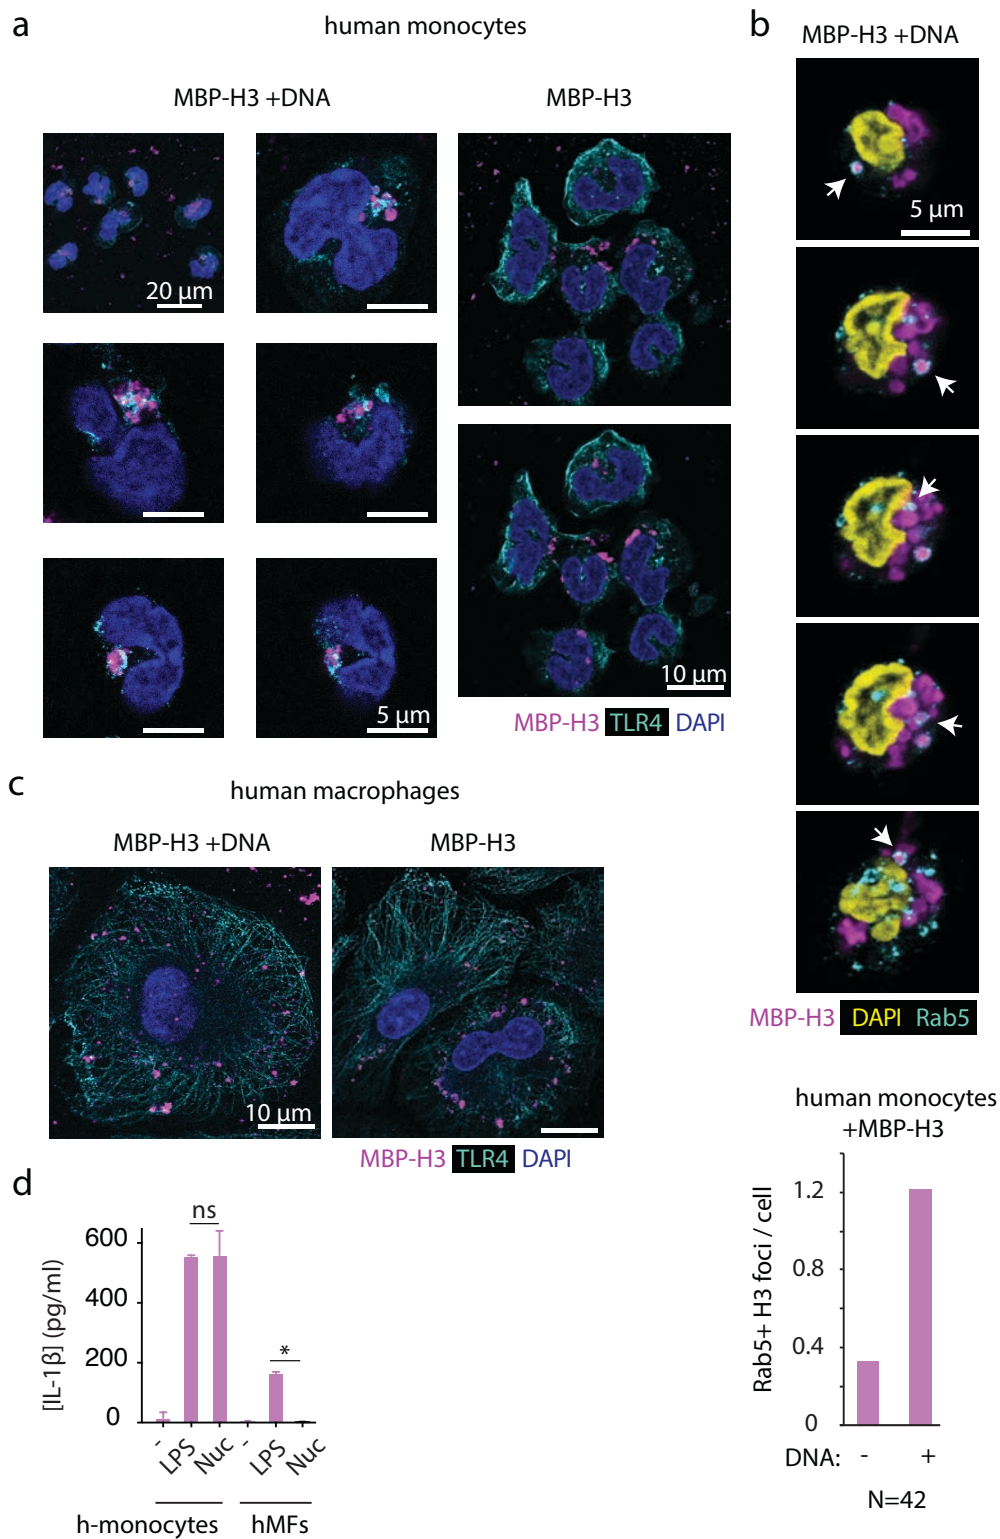 a
human monocytes
MBP-H3 +DNA
MBP-H3
20 µm
5 µm
10 µm
MBP-H3 TLR4 DAPI
b
MBP-H3 +DNA
5 µm
MBP-H3 DAPI Rab5
human monocytes
+MBP-H3
Rab5+ H3 foci / cell
1.2
0.8
0.4
0
DNA: - +
N=42
c
human macrophages
MBP-H3 +DNA
MBP-H3
10 µm
MBP-H3 TLR4 DAPI
d
[IL-1β] (pg/ml)
600
400
200
0
ns
*
- LPS Nuc - LPS Nuc
h-monocytes hMFs